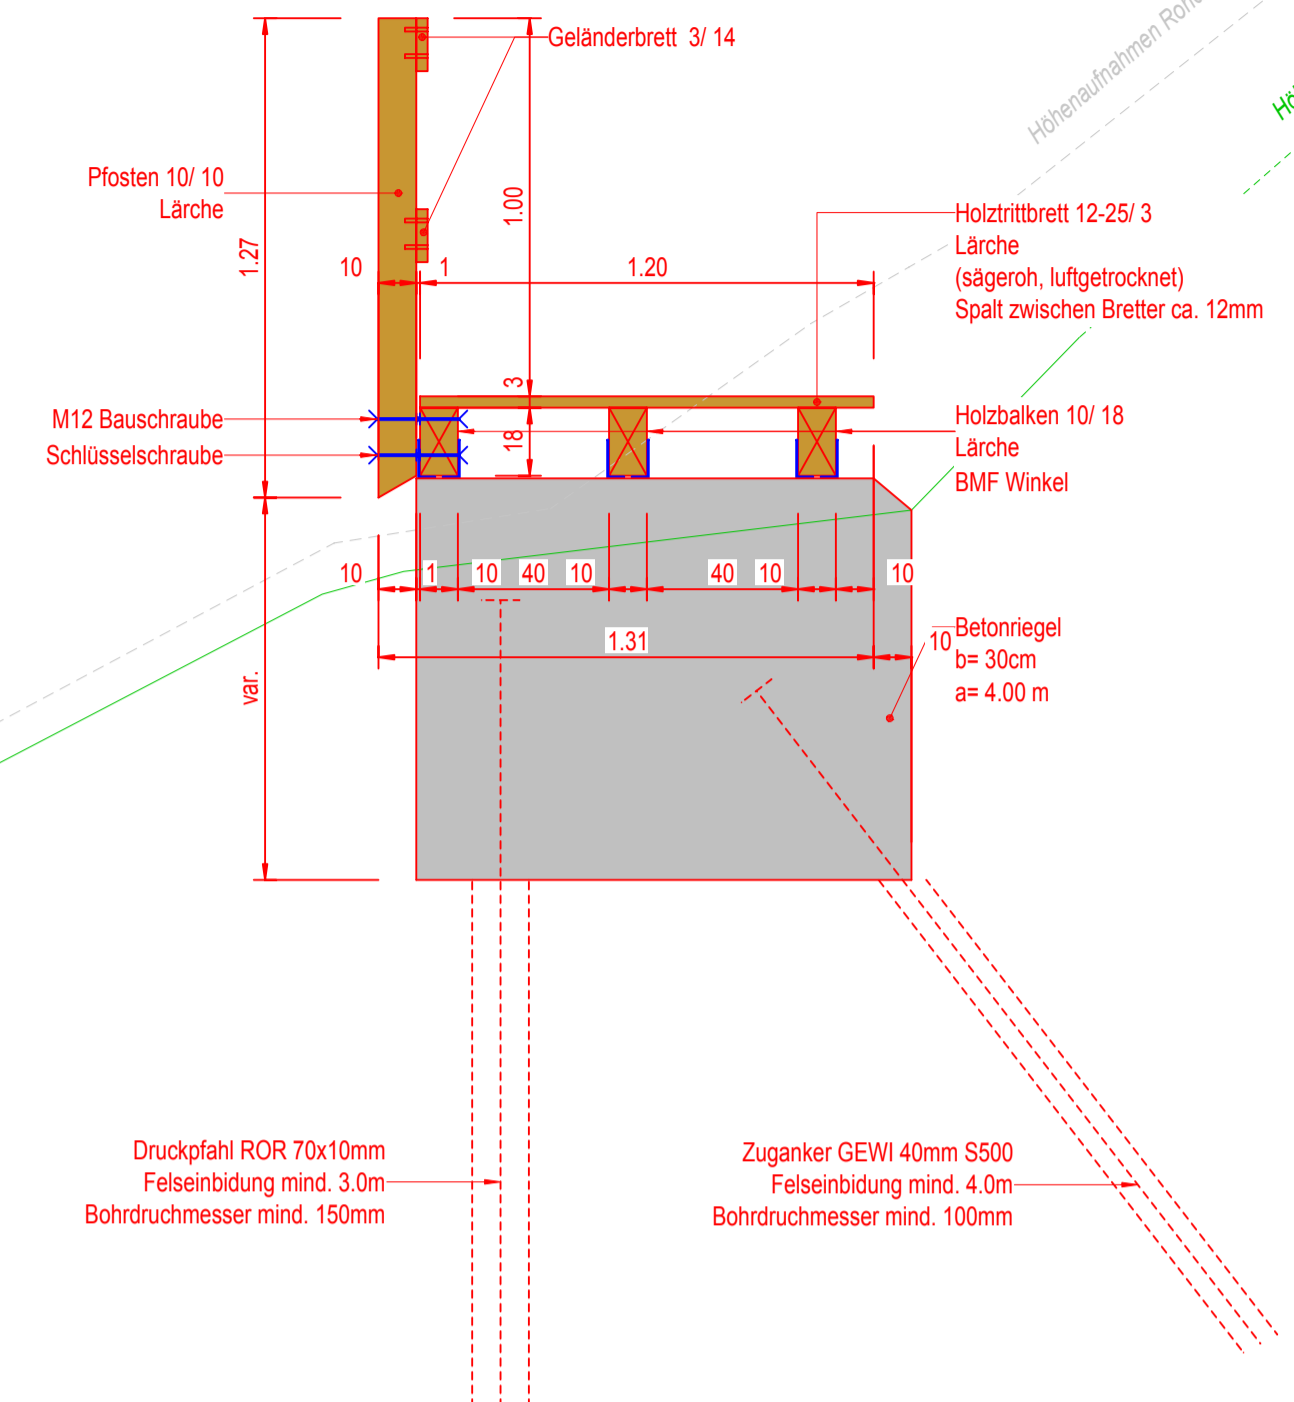 Geländerbrett 3/ 14
Höhenaufnahmen
Pfosten 10/ 10
Lärche
1.27
1.00
10
1
1.20
Holztrittbrett 12-25/ 3
Lärche
(sägeroh, luftgetrocknet)
Spalt zwischen Bretter ca. 12mm
3
18
M12 Bauschraube
Schlüsselschraube
Holzbalken 10/ 18
Lärche
BMF Winkel
10
1
10
40
10
40
10
10
1.31
10
var.
Betonriegel
b= 30cm
a= 4.00 m
Druckpfahl ROR 70x10mm
Felseinbidung mind. 3.0m
Bohrdruchmesser mind. 150mm
Zuganker GEWI 40mm S500
Felseinbidung mind. 4.0m
Bohrdruchmesser mind. 100mm